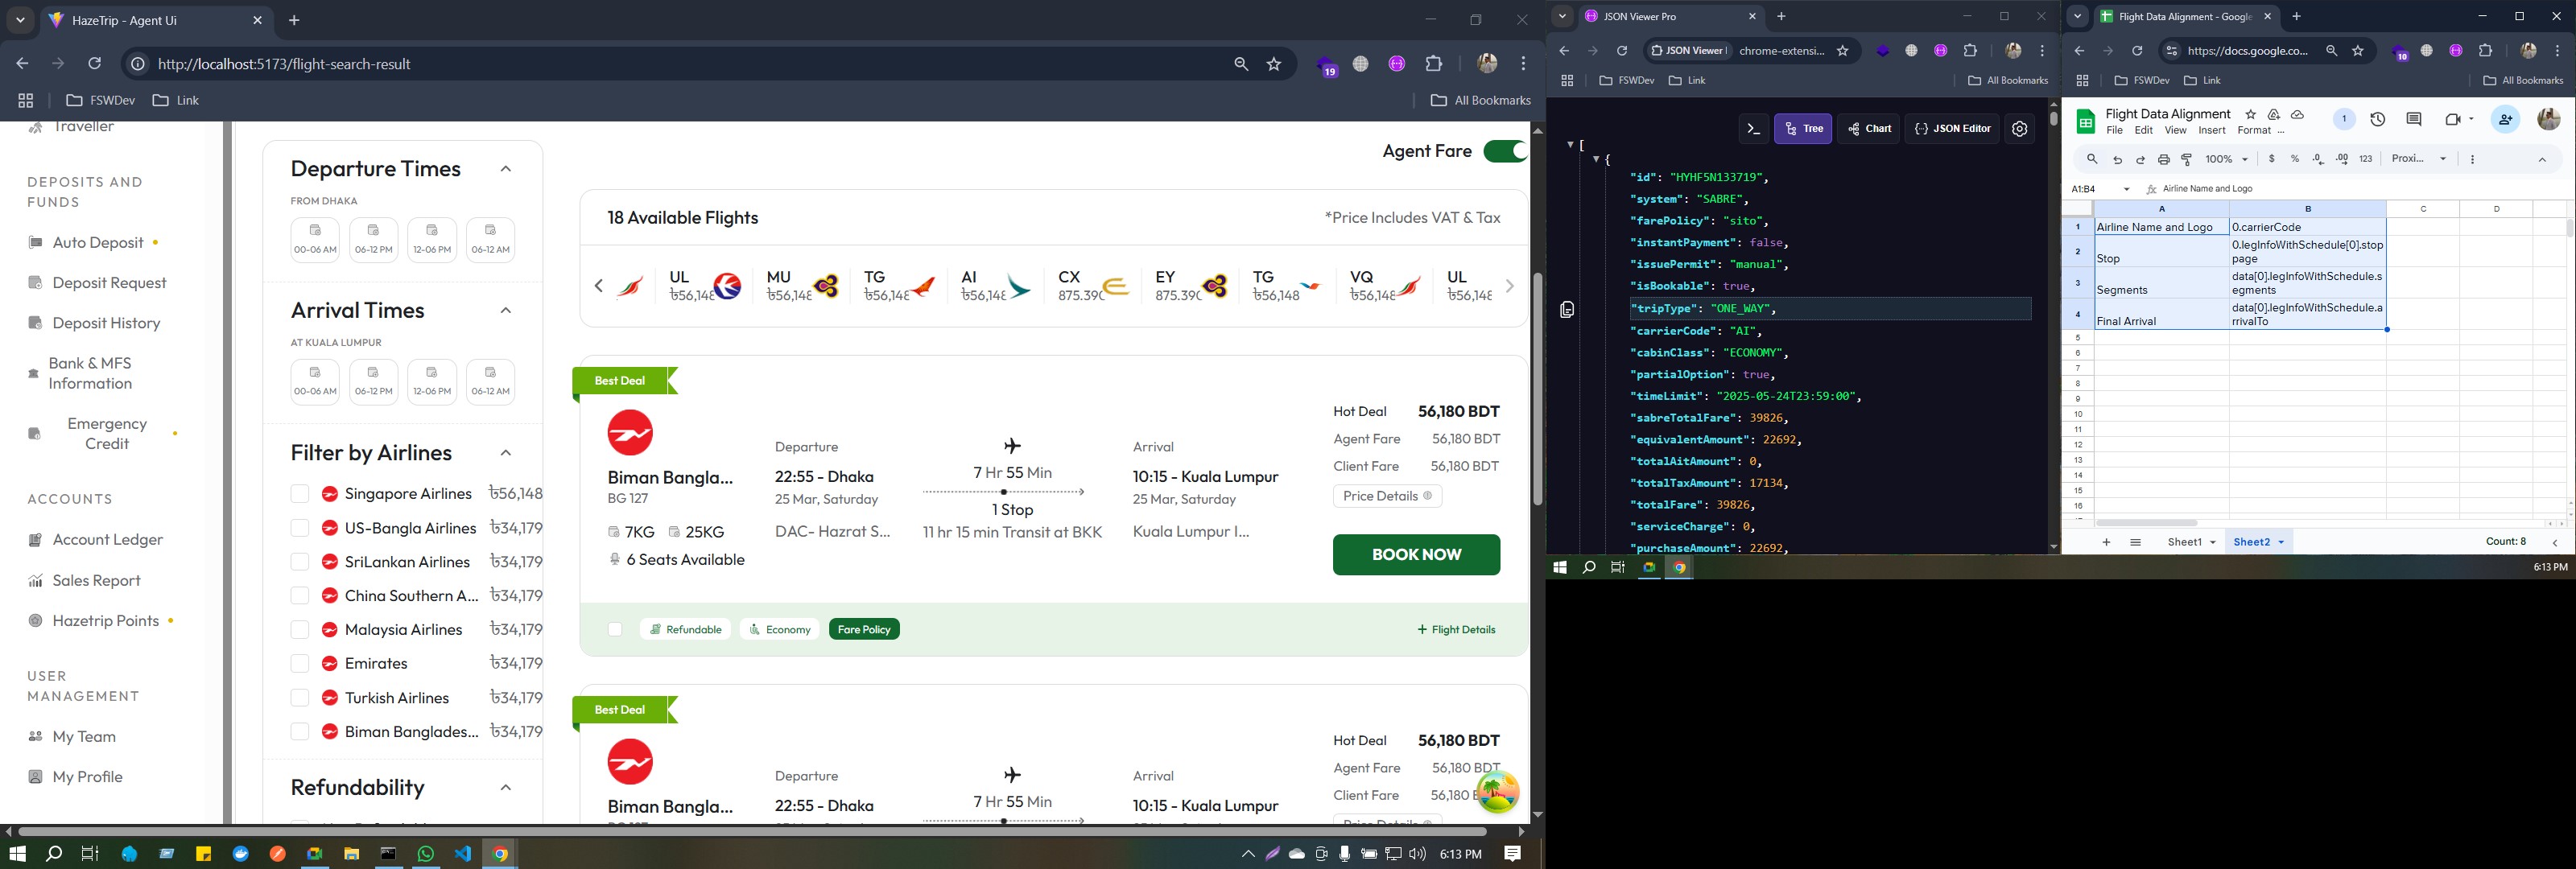 HazeTrip - Agent Ui
http://localhost:5173/flight-search-result
19
FSWDev
Link
All Bookmarks
Traveller
DEPOSITS AND
FUNDS
Auto Deposit
Deposit Request
Deposit History
Bank & MFS
Information
Emergency
Credit
ACCOUNTS
Account Ledger
Sales Report
Hazetrip Points
USER
MANAGEMENT
My Team
My Profile
Departure Times
FROM DHAKA
00-06 AM 06-12 PM 12-06 PM 06-12 AM
Arrival Times
AT KUALA LUMPUR
00-06 AM 06-12 PM 12-06 PM 06-12 AM
Filter by Airlines
Singapore Airlines ৳56,148
US-Bangla Airlines ৳34,179
SriLankan Airlines ৳34,179
China Southern A... ৳34,179
Malaysia Airlines ৳34,179
Emirates ৳34,179
Turkish Airlines ৳34,179
Biman Banglades... ৳34,179
Refundability
Agent Fare
18 Available Flights
*Price Includes VAT & Tax
UL MU TG AI CX EY TG VQ UL
৳56,148 ৳56,148 ৳56,148 ৳56,148 875.390 875.390 ৳56,148 ৳56,148 ৳56,148
Best Deal
Biman Bangla...
BG 127
7KG 25KG
6 Seats Available
Departure
22:55 - Dhaka
25 Mar, Saturday
DAC- Hazrat S...
7 Hr 55 Min
1 Stop
11 hr 15 min Transit at BKK
Arrival
10:15 - Kuala Lumpur
25 Mar, Saturday
Kuala Lumpur I...
Hot Deal 56,180 BDT
Agent Fare 56,180 BDT
Client Fare 56,180 BDT
Price Details
BOOK NOW
Refundable Economy Fare Policy
+ Flight Details
Best Deal
Biman Bangla...
Departure
22:55 - Dhaka
7 Hr 55 Min
Arrival
10:15 - Kuala Lumpur
Hot Deal 56,180 BDT
Agent Fare 56,180 BDT
Client Fare 56,180
Price Details
6:13 PM
JSON Viewer Pro
JSON Viewer
chrome-extensi...
FSWDev
Link
All Bookmarks
Tree
Chart
JSON Editor
[
{
"id": "HYHF5N133719",
"system": "SABRE",
"farePolicy": "sito",
"instantPayment": false,
"issuePermit": "manual",
"isBookable": true,
"tripType": "ONE_WAY",
"carrierCode": "AI",
"cabinClass": "ECONOMY",
"partialOption": true,
"timeLimit": "2025-05-24T23:59:00",
"sabreTotalFare": 39826,
"equivalentAmount": 22692,
"totalAitAmount": 0,
"totalTaxAmount": 17134,
"totalFare": 39826,
"serviceCharge": 0,
"purchaseAmount": 22692,
Flight Data Alignment - Google
https://docs.google.co...
10
FSWDev
Link
All Bookmarks
Flight Data Alignment
File Edit View Insert Format ...
1
100% $ % .0 .00 123 Proxi...
A1:B4 fx Airline Name and Logo
A B C D
1 Airline Name and Logo 0.carrierCode
0.legInfoWithSchedule[0].stop
2 Stop page
data[0].legInfoWithSchedule.s
3 Segments egments
data[0].legInfoWithSchedule.a
4 Final Arrival rrivalTo
5
6
7
8
9
10
11
12
13
14
15
16
Sheet1 Sheet2 Count: 8
6:13 PM